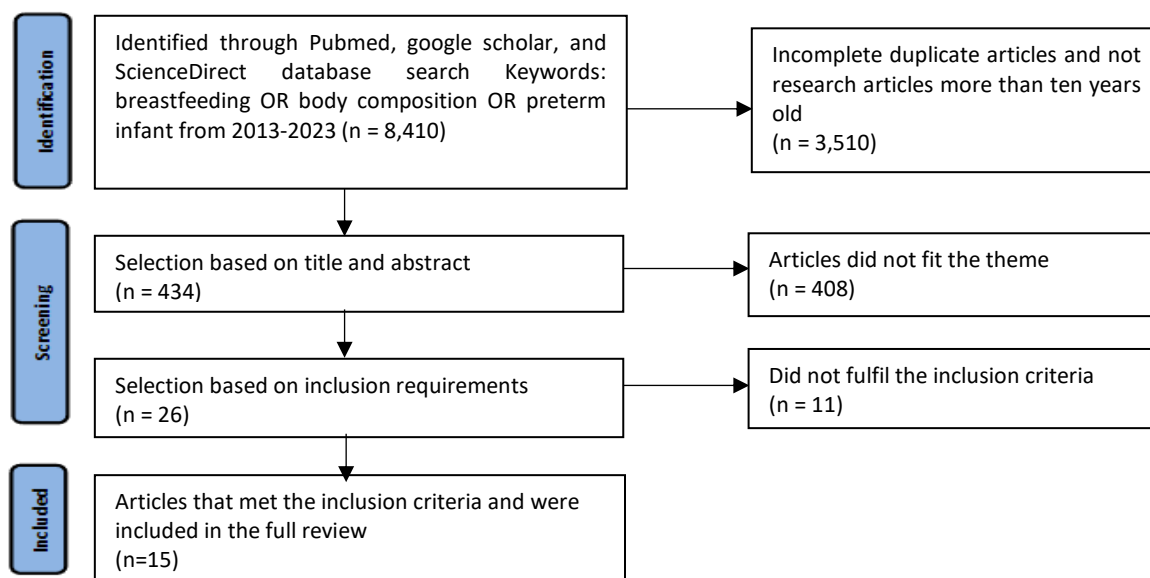 Identification
Identified through Pubmed, google scholar, and
ScienceDirect database search Keywords:
breastfeeding OR body composition OR preterm
infant from 2013-2023 (n = 8,410)
Incomplete duplicate articles and not
research articles more than ten years
old
(n = 3,510)
Screening
Selection based on title and abstract
(n = 434)
Articles did not fit the theme
(n = 408)
Selection based on inclusion requirements
(n = 26)
Did not fulfil the inclusion criteria
(n = 11)
Included
Articles that met the inclusion criteria and were
included in the full review
(n=15)